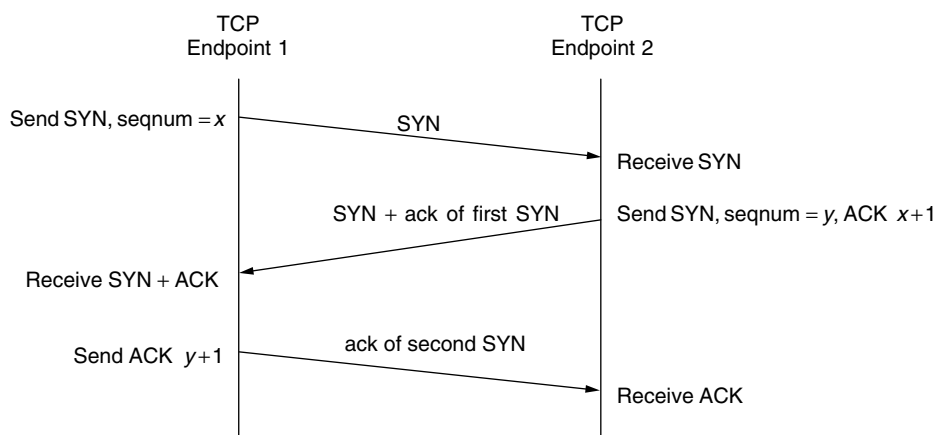 TCP
Endpoint 1
TCP
Endpoint 2
Send SYN, seqnum = x
SYN
Receive SYN
SYN + ack of first SYN
Send SYN, seqnum = y, ACK x+1
Receive SYN + ACK
Send ACK y+1
ack of second SYN
Receive ACK